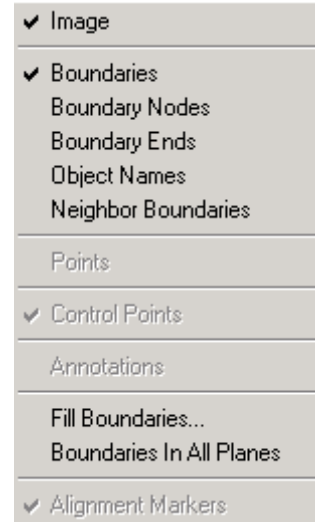 Image
Boundaries
Boundary Nodes
Boundary Ends
Object Names
Neighbor Boundaries
Points
Control Points
Annotations
Fill Boundaries...
Boundaries In All Planes
Alignment Markers